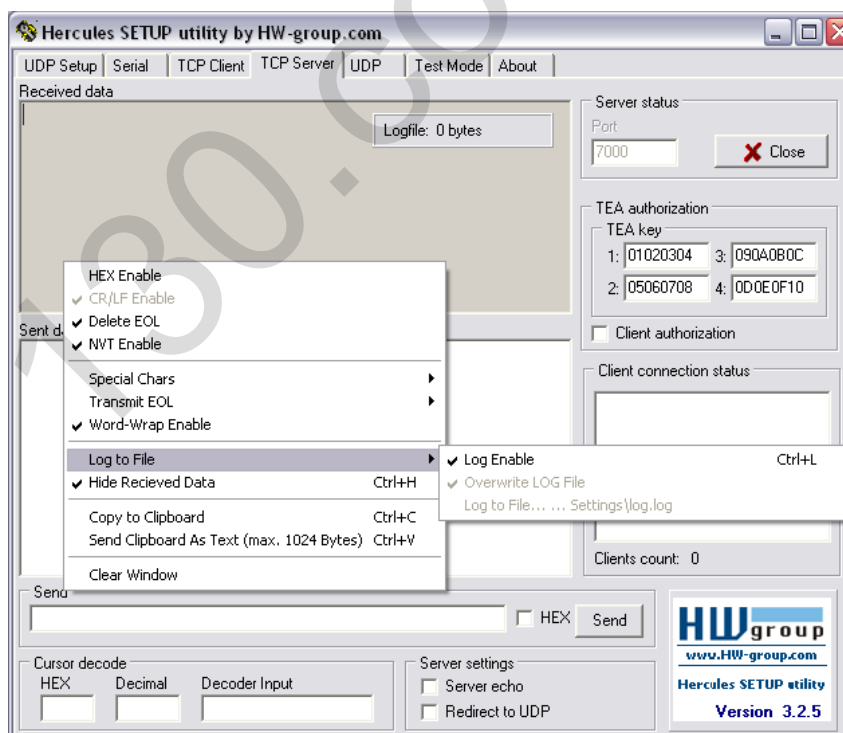 Hercules SETUP utility by HW-group.com
UDP Setup Serial TCP Client TCP Server UDP Test Mode About
Received data
Logfile: 0 bytes
Server status
Port
7000
Close
TEA authorization
TEA key
1: 01020304 3: 090A0B0C
2: 05060708 4: 0D0E0F10
Client authorization
HEX Enable
CR/LF Enable
Delete EOL
NVT Enable
Special Chars
Transmit EOL
Word-Wrap Enable
Log to File
Hide Recieved Data Ctrl+H
Copy to Clipboard Ctrl+C
Send Clipboard As Text (max. 1024 Bytes) Ctrl+V
Clear Window
Log Enable Ctrl+L
Overwrite LOG File
Log to File... ... Settings\log.log
Sent d
Client connection status
Clients count: 0
Send
HEX
Send
Cursor decode
HEX Decimal Decoder Input
Server settings
Server echo
Redirect to UDP
HW group
www.HW-group.com
Hercules SETUP utility
Version 3.2.5
130.co